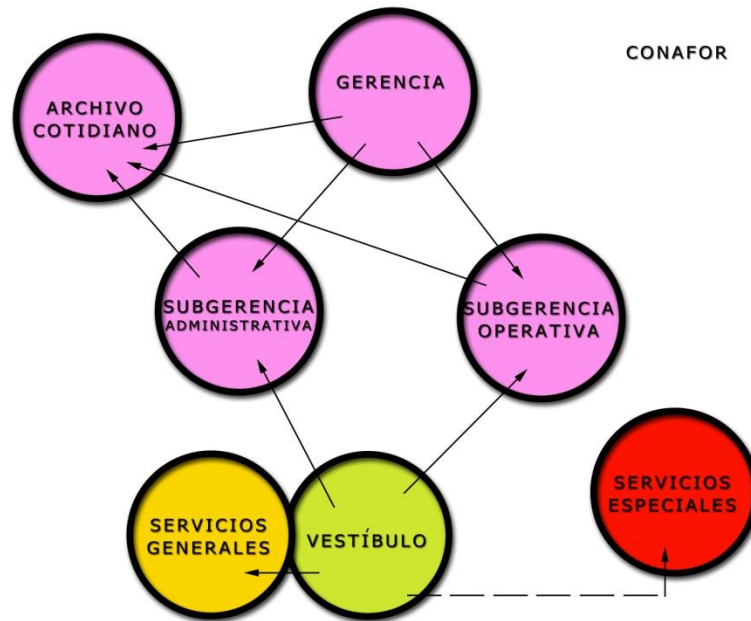 CONAFOR
GERENCIA
ARCHIVO
COTIDIANO
SUBGERENCIA
ADMINISTRATIVA
SUBGERENCIA
OPERATIVA
SERVICIOS
ESPECIALES
SERVICIOS
GENERALES
VESTÍBULO